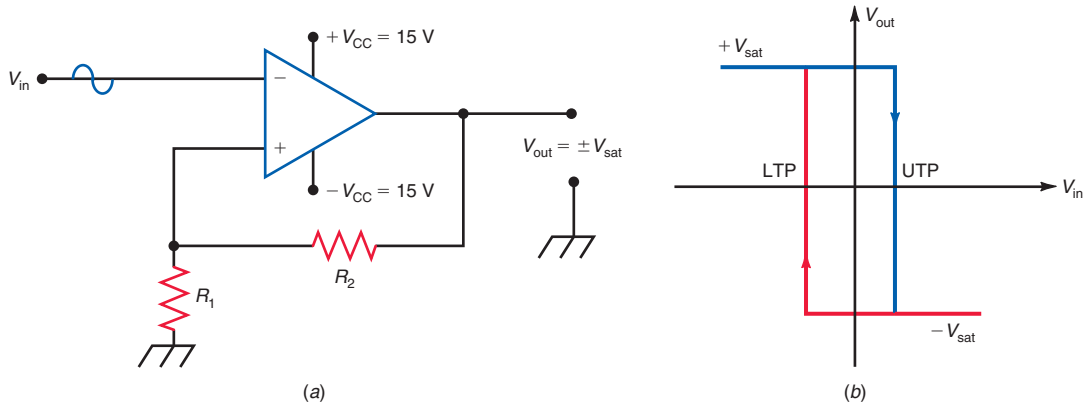 + V_CC = 15 V
V_in
−
+
V_out = ± V_sat
− V_CC = 15 V
R_2
R_1
(a)
V_out
+ V_sat
LTP
UTP
V_in
− V_sat
(b)